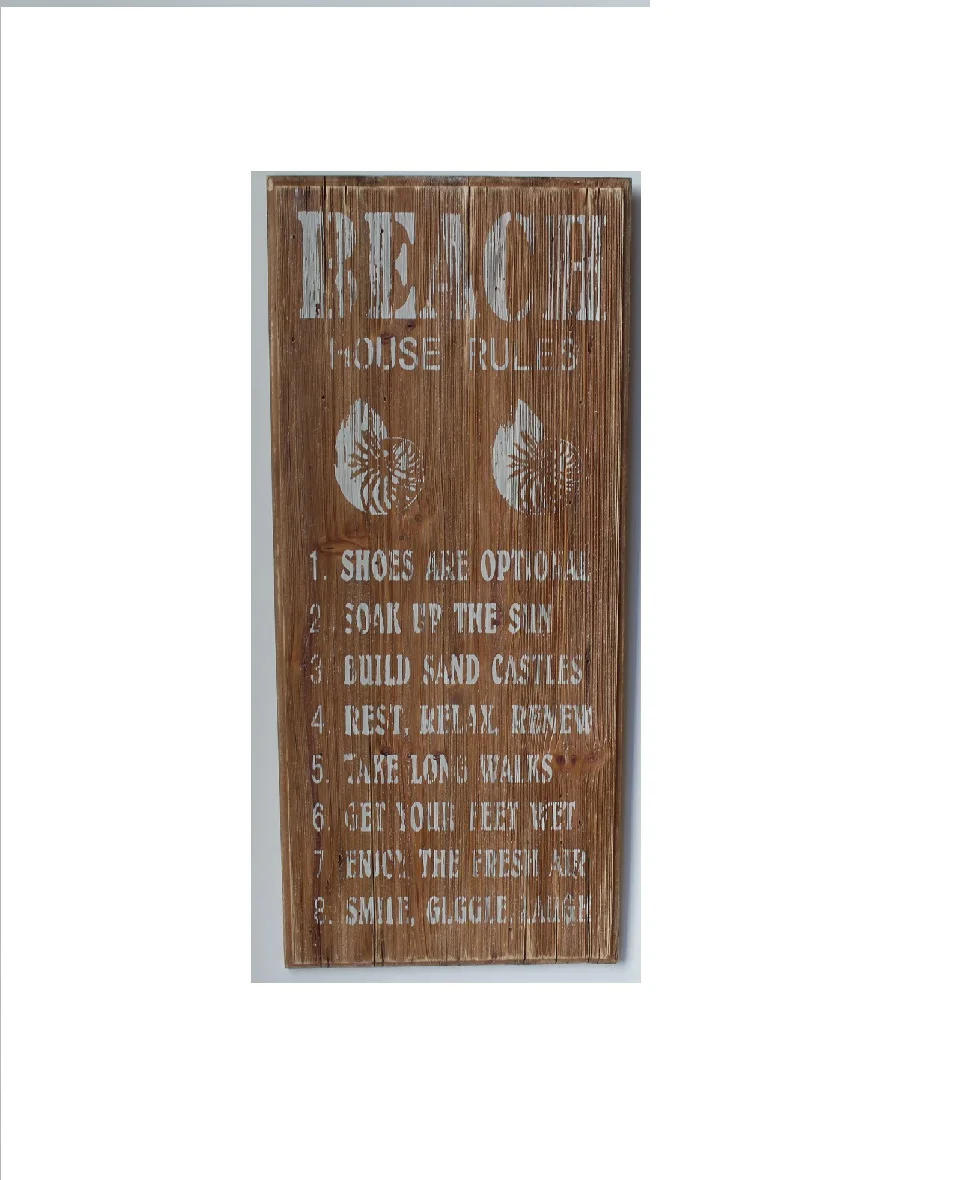 BEACH
HOUSE RULES
1. SHOES ARE OPTIONAL
2 SOAK UP THE SUN
3 BUILD SAND CASTLES
4. REST, RELAX, RENEW
5. TAKE LONG WALKS
6. GET YOUR FEET WET
7. ENJOY THE FRESH AIR
8. SMILE, GIGGLE, LAUGH